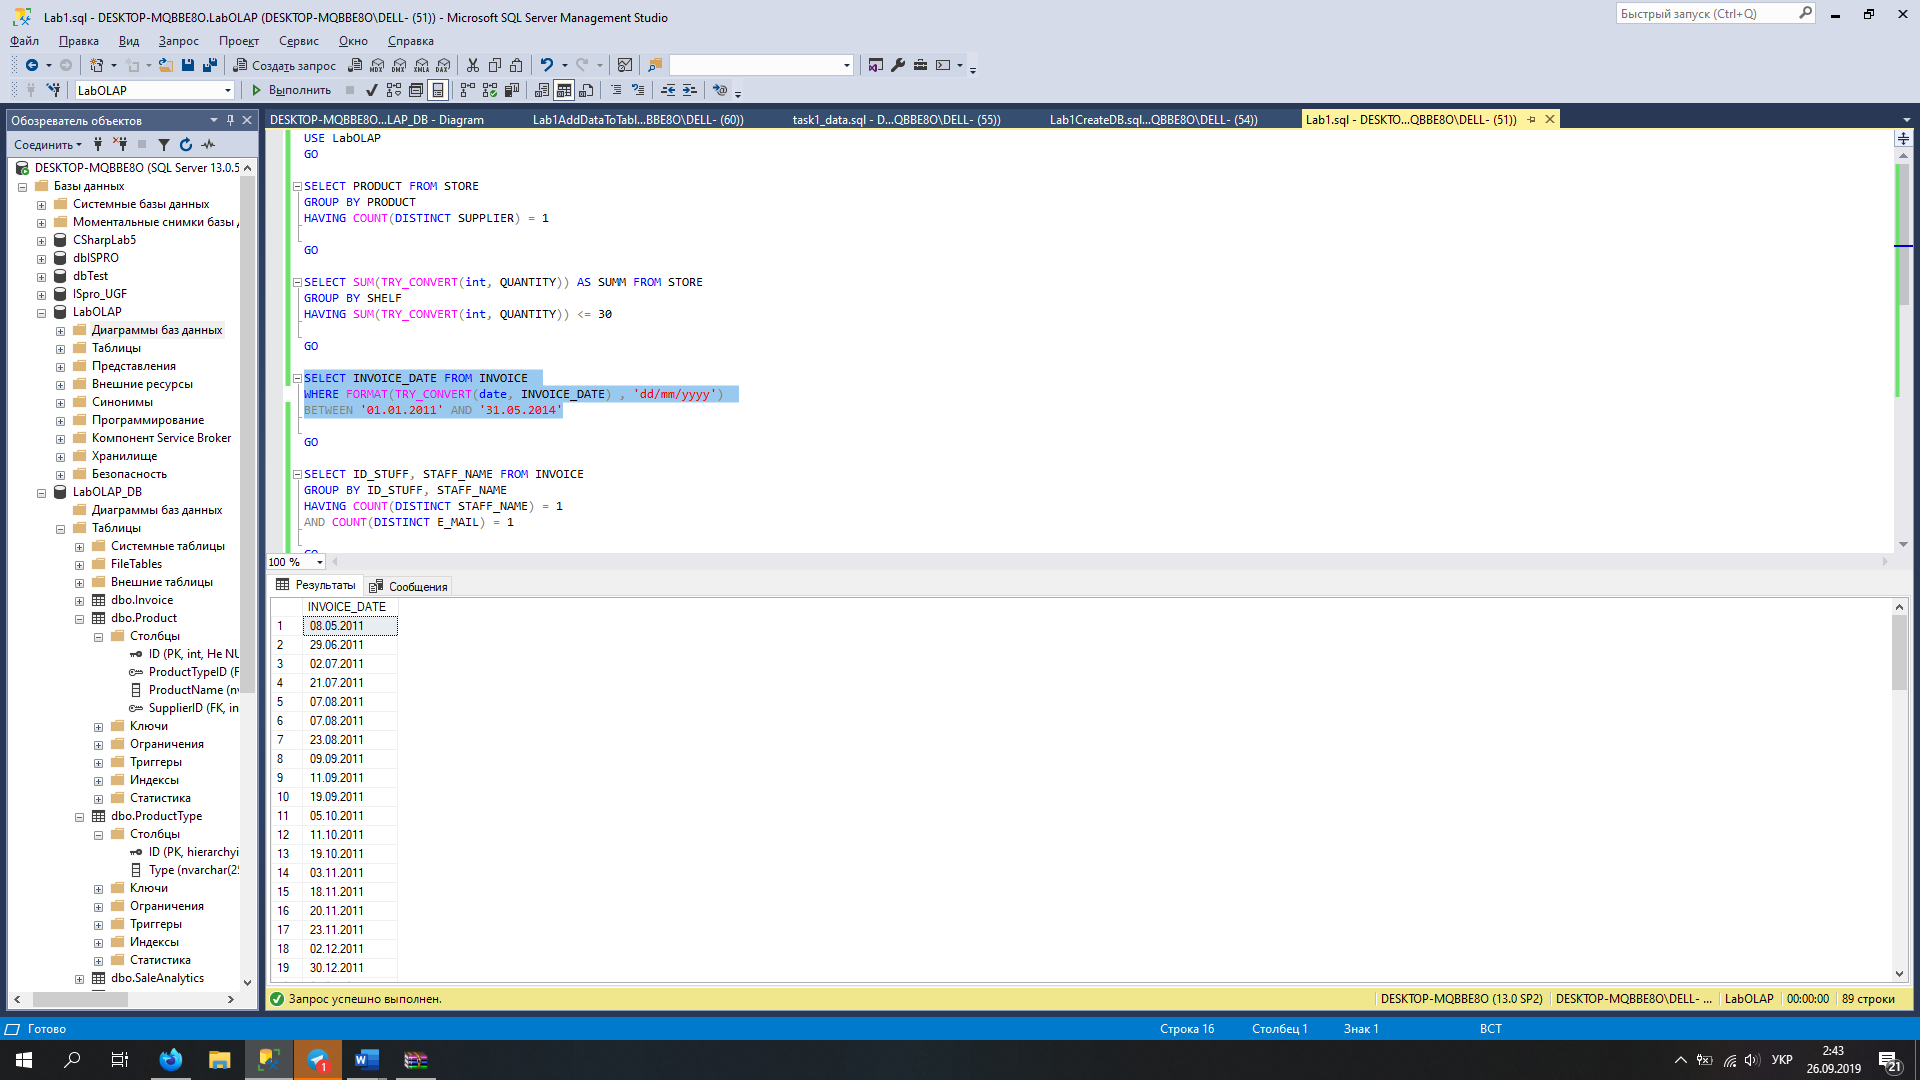 Lab1.sql - DESKTOP-MQBBE8O.LabOLAP (DESKTOP-MQBBE8O\DELL- (51)) - Microsoft SQL Server Management Studio
Быстрый запуск (Ctrl+Q)
Файл Правка Вид Запрос Проект Сервис Окно Справка
Создать запрос
LabOLAP
Выполнить
Обозреватель объектов
Соединить
DESKTOP-MQBBE8O (SQL Server 13.0.5
Базы данных
Системные базы данных
Моментальные снимки базы
CSharpLab5
dbISPRO
dbTest
ISpro_UGF
LabOLAP
Диаграммы баз данных
Таблицы
Представления
Внешние ресурсы
Синонимы
Программирование
Компонент Service Broker
Хранилище
Безопасность
LabOLAP_DB
Диаграммы баз данных
Таблицы
Системные таблицы
FileTables
Внешние таблицы
dbo.Invoice
dbo.Product
Столбцы
ID (PK, int, Не NU
ProductTypeID (F
ProductName (nv
SupplierID (FK, in
Ключи
Ограничения
Триггеры
Индексы
Статистика
dbo.ProductType
Столбцы
ID (PK, hierarchyi
Type (nvarchar(25
Ключи
Ограничения
Триггеры
Индексы
Статистика
dbo.SaleAnalytics
DESKTOP-MQBBE8O...LAP_DB - Diagram
Lab1AddDataToTabl...BBE8O\DELL- (60))
task1_data.sql - D...QBBE8O\DELL- (55))
Lab1CreateDB.sql...QBBE8O\DELL- (54))
Lab1.sql - DESKTO...QBBE8O\DELL- (51))
USE LabOLAP
GO
SELECT PRODUCT FROM STORE
GROUP BY PRODUCT
HAVING COUNT(DISTINCT SUPPLIER) = 1
GO
SELECT SUM(TRY_CONVERT(int, QUANTITY)) AS SUMM FROM STORE
GROUP BY SHELF
HAVING SUM(TRY_CONVERT(int, QUANTITY)) <= 30
GO
SELECT INVOICE_DATE FROM INVOICE
WHERE FORMAT(TRY_CONVERT(date, INVOICE_DATE) , 'dd/mm/yyyy')
BETWEEN '01.01.2011' AND '31.05.2014'
GO
SELECT ID_STUFF, STAFF_NAME FROM INVOICE
GROUP BY ID_STUFF, STAFF_NAME
HAVING COUNT(DISTINCT STAFF_NAME) = 1
AND COUNT(DISTINCT E_MAIL) = 1
GO
100 %
Результаты Сообщения
INVOICE_DATE
1 08.05.2011
2 29.06.2011
3 02.07.2011
4 21.07.2011
5 07.08.2011
6 07.08.2011
7 23.08.2011
8 09.09.2011
9 11.09.2011
10 19.09.2011
11 05.10.2011
12 11.10.2011
13 19.10.2011
14 03.11.2011
15 18.11.2011
16 20.11.2011
17 23.11.2011
18 02.12.2011
19 30.12.2011
Запрос успешно выполнен.
DESKTOP-MQBBE8O (13.0 SP2) DESKTOP-MQBBE8O\DELL- ... LabOLAP 00:00:00 89 строки
Готово
Строка 16 Столбец 1 Знак 1 ВСТ
1
УКР
2:43
26.09.2019
21